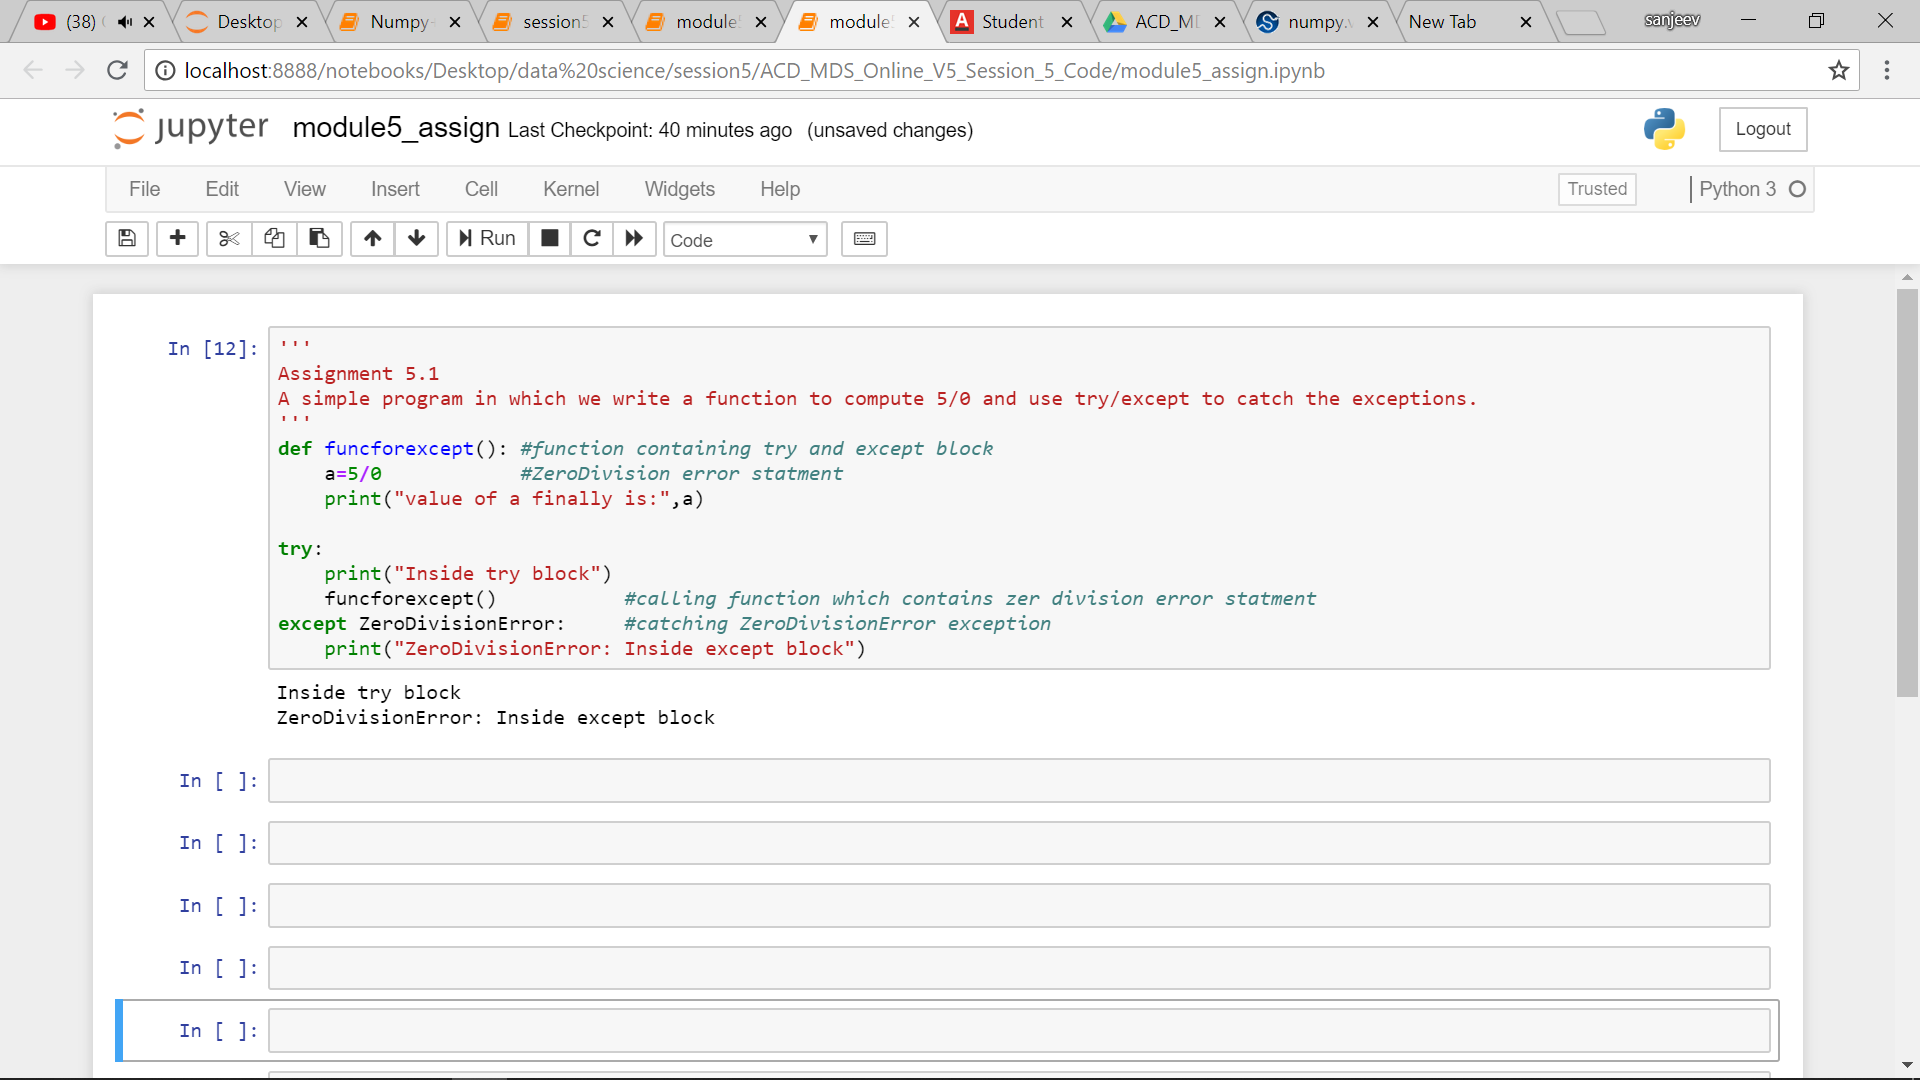 (38)
Desktop
Numpy-
session5
module
module
Student
ACD_M
numpy.
New Tab
sanjeev
localhost:8888/notebooks/Desktop/data%20science/session5/ACD_MDS_Online_V5_Session_5_Code/module5_assign.ipynb
jupyter module5_assign Last Checkpoint: 40 minutes ago (unsaved changes)
Logout
File Edit View Insert Cell Kernel Widgets Help
Trusted
Python 3
Run
Code
In [12]:
'''
Assignment 5.1
A simple program in which we write a function to compute 5/0 and use try/except to catch the exceptions.
'''
def funcforexcept(): #function containing try and except block
    a=5/0            #ZeroDivision error statment
    print("value of a finally is:",a)
try:
    print("Inside try block")
    funcforexcept()           #calling function which contains zer division error statment
except ZeroDivisionError:     #catching ZeroDivisionError exception
    print("ZeroDivisionError: Inside except block")
Inside try block
ZeroDivisionError: Inside except block
In [ ]:
In [ ]:
In [ ]:
In [ ]:
In [ ]: